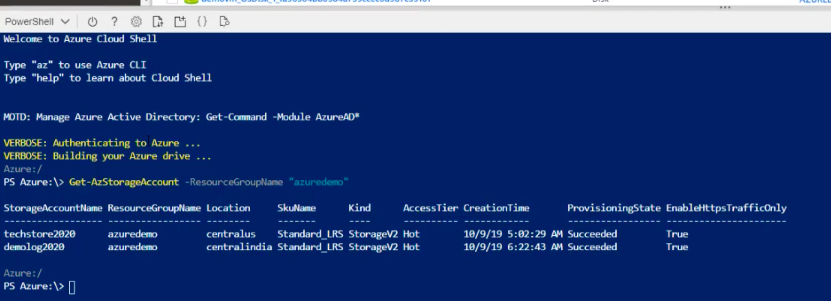 Disk
PowerShell
Welcome to Azure Cloud Shell
Type "az" to use Azure CLI
Type "help" to learn about Cloud Shell
MOTD: Manage Azure Active Directory: Get-Command -Module AzureAD*
VERBOSE: Authenticating to Azure ...
VERBOSE: Building your Azure drive ...
Azure:/
PS Azure:\> Get-AzStorageAccount -ResourceGroupName "azuredemo"
StorageAccountName ResourceGroupName Location SkuName Kind AccessTier CreationTime ProvisioningState EnableHttpsTrafficOnly
------------------ ----------------- -------- ------- ---- ---------- ------------ ----------------- ----------------------
techstore2020 azuredemo centralus Standard_LRS StorageV2 Hot 10/9/19 5:02:29 AM Succeeded True
demolog2020 azuredemo centralindia Standard_LRS StorageV2 Hot 10/9/19 6:22:43 AM Succeeded True
Azure:/
PS Azure:\>